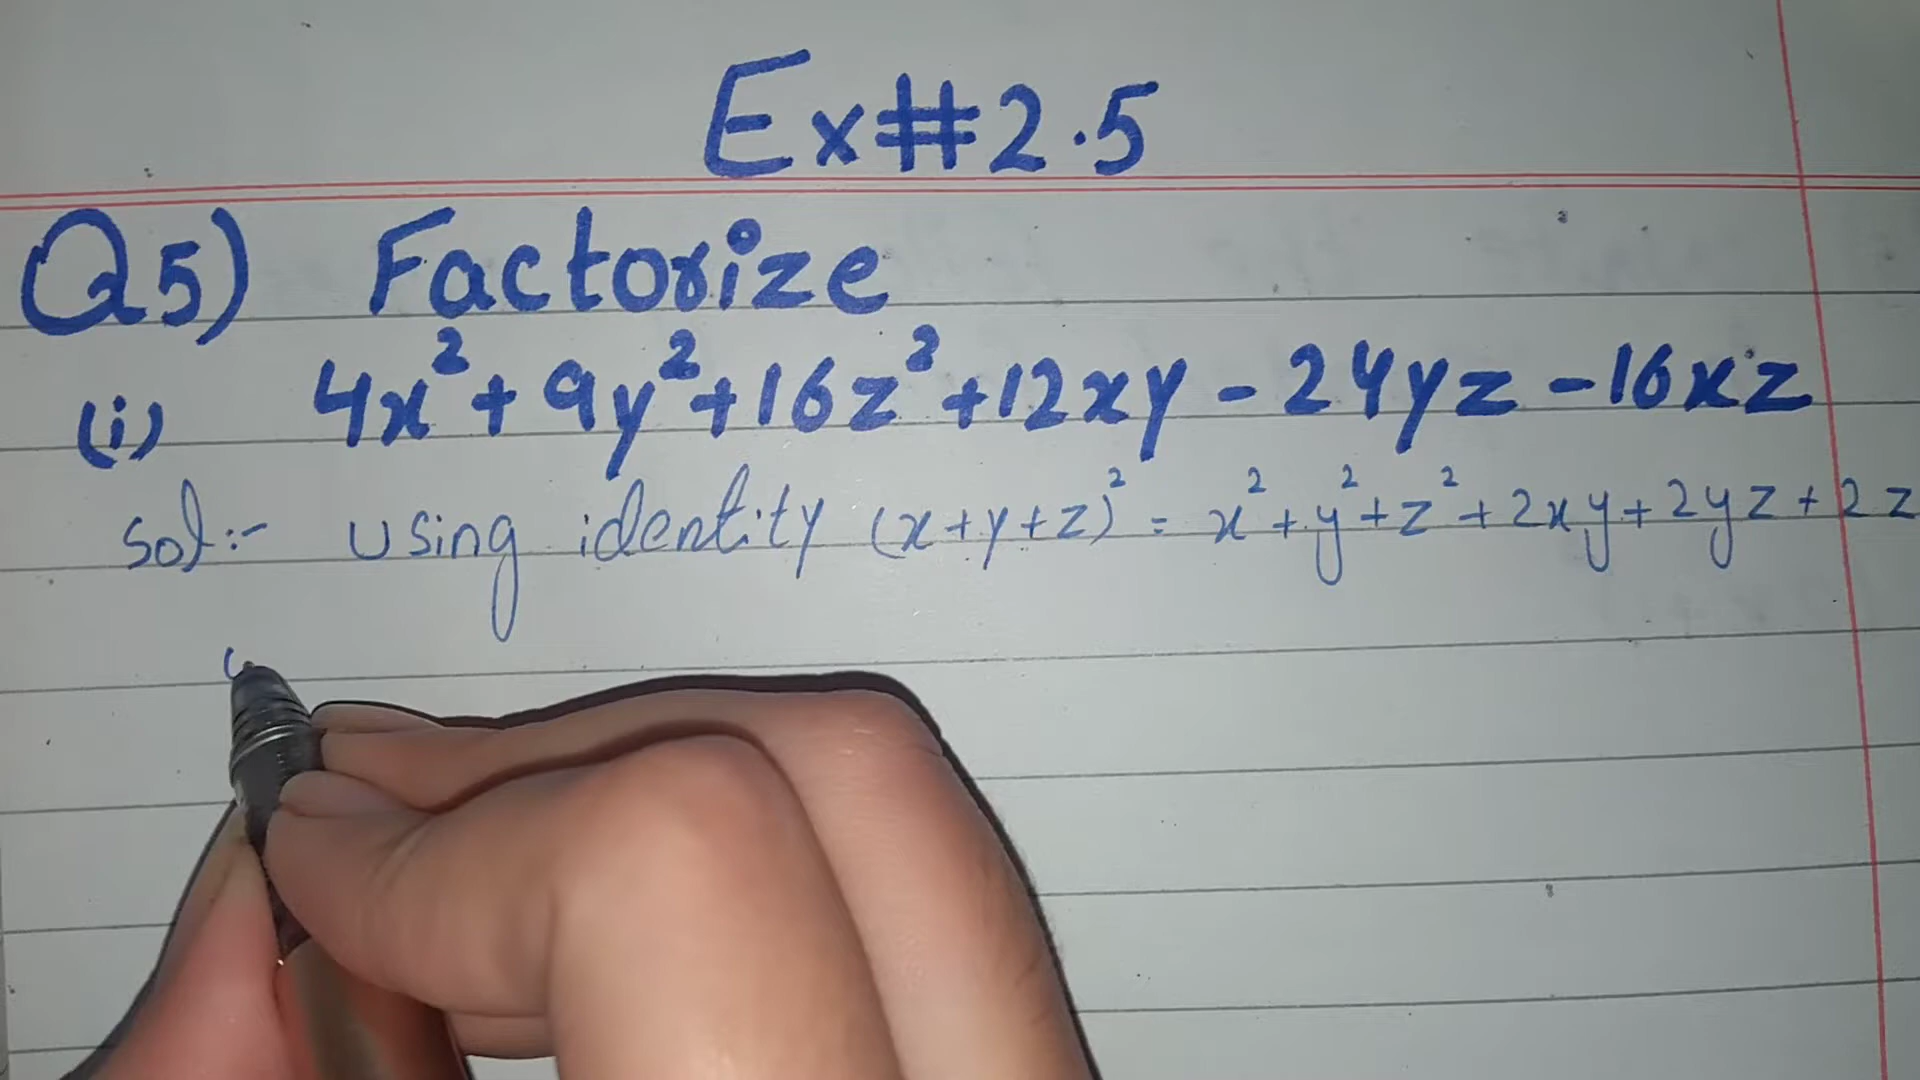 Ex#2.5
Q5) Factorize
(i) 4x²+9y²+16z²+12xy-24yz-16xz
Sol:- Using identity (x+y+z)² = x²+y²+z²+2xy+2yz+2z
(